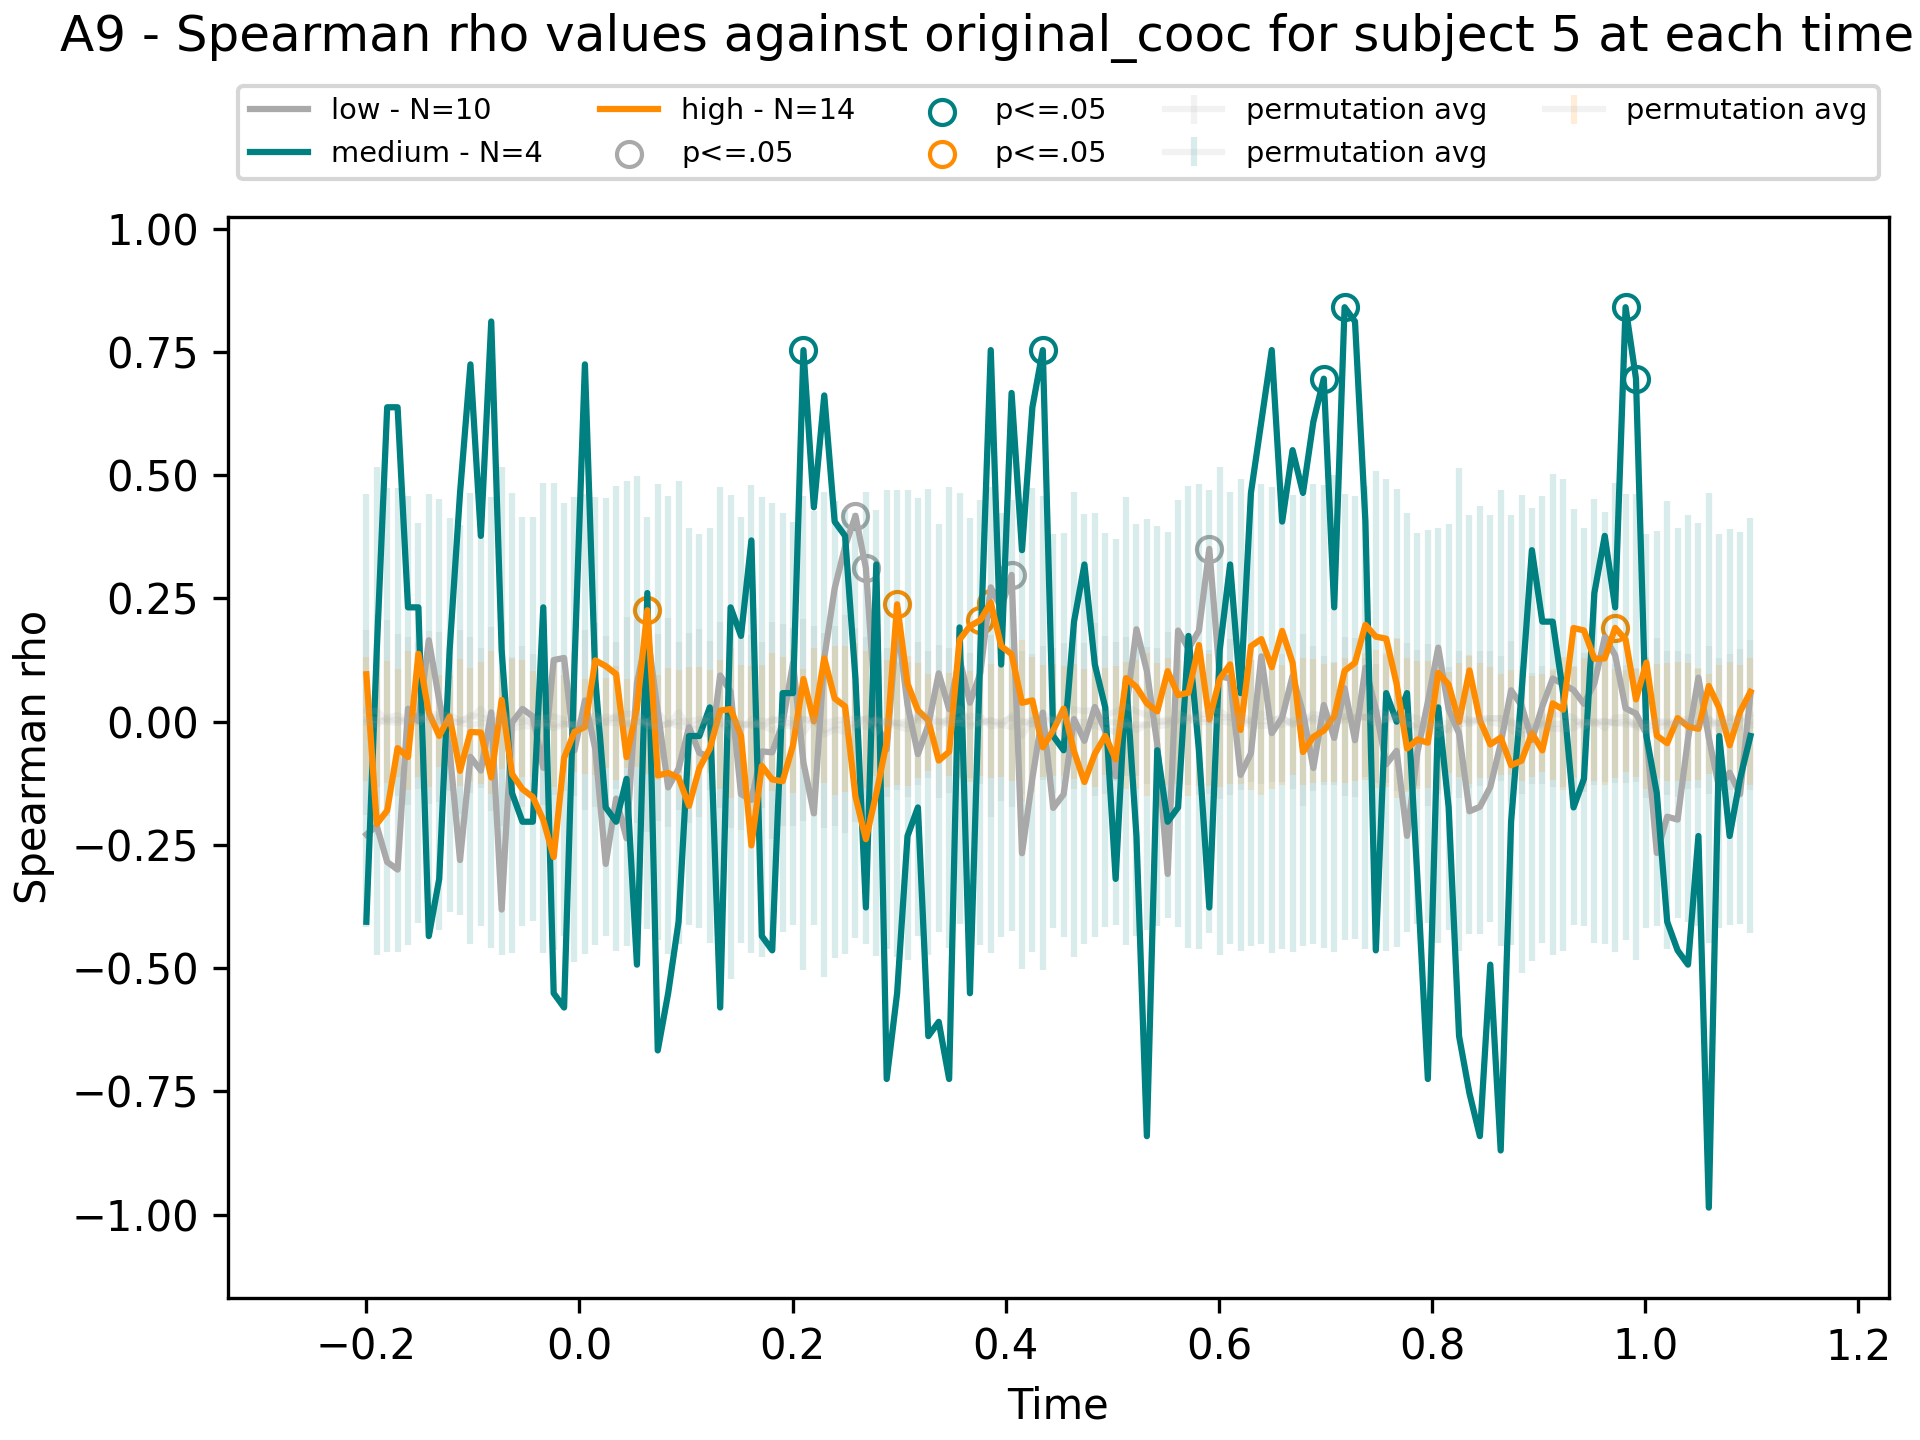 A9 - Spearman rho values against original_cooc for subject 5 at each time
low - N=10
medium - N=4
high - N=14
p<=.05
p<=.05
p<=.05
permutation avg
permutation avg
permutation avg
1.00
0.75
0.50
0.25
0.00
−0.25
−0.50
−0.75
−1.00
Spearman rho
−0.2 0.0 0.2 0.4 0.6 0.8 1.0 1.2
Time